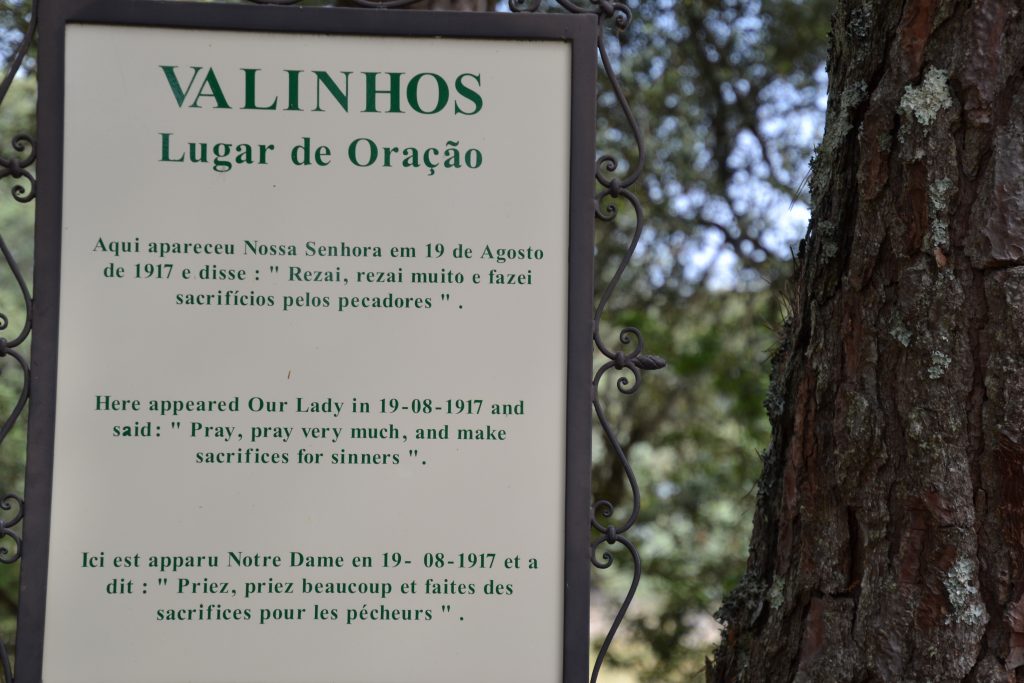 VALINHOS
Lugar de Oração
Aqui apareceu Nossa Senhora em 19 de Agosto
de 1917 e disse : " Rezai, rezai muito e fazei
sacrifícios pelos pecadores " .
Here appeared Our Lady in 19-08-1917 and
said: " Pray, pray very much, and make
sacrifices for sinners ".
Ici est apparu Notre Dame en 19- 08-1917 et a
dit : " Priez, priez beaucoup et faites des
sacrifices pour les pécheurs " .